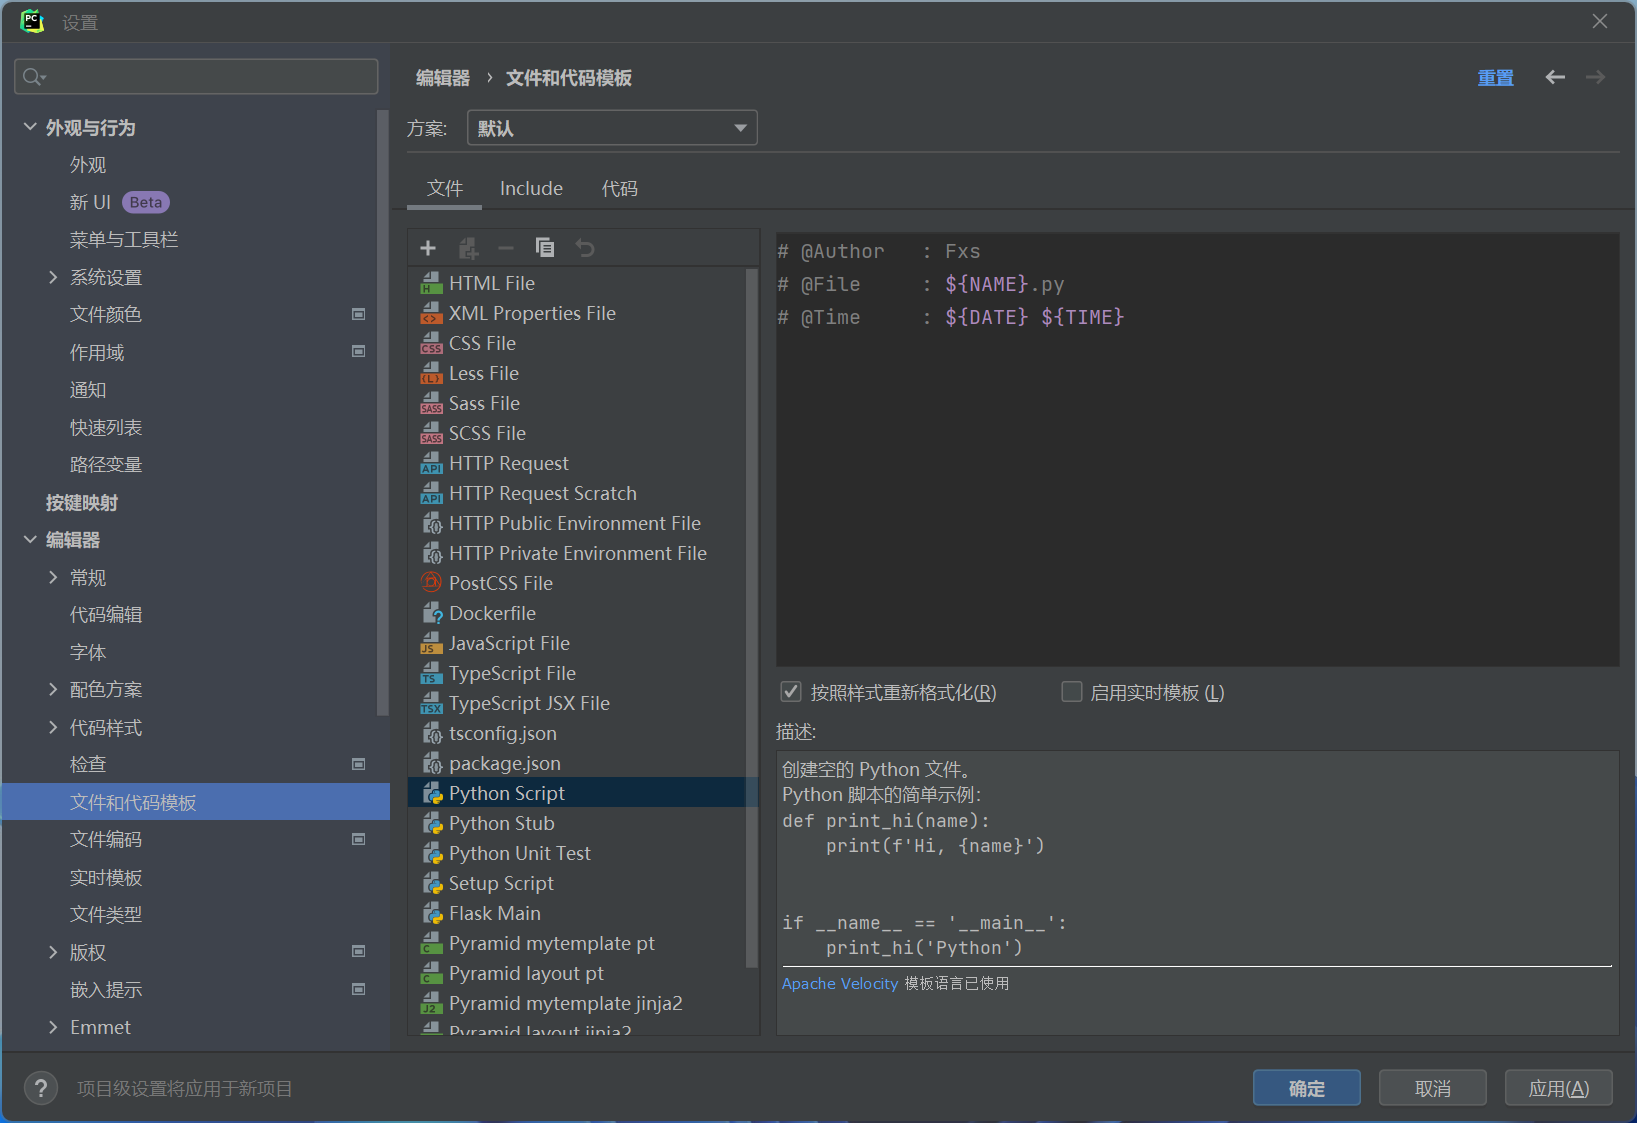 设置
外观与行为
外观
新 UI Beta
菜单与工具栏
系统设置
文件颜色
作用域
通知
快速列表
路径变量
按键映射
编辑器
常规
代码编辑
字体
配色方案
代码样式
检查
文件和代码模板
文件编码
实时模板
文件类型
版权
嵌入提示
Emmet
编辑器 › 文件和代码模板
重置
方案: 默认
文件 Include 代码
HTML File
XML Properties File
CSS File
Less File
Sass File
SCSS File
HTTP Request
HTTP Request Scratch
HTTP Public Environment File
HTTP Private Environment File
PostCSS File
Dockerfile
JavaScript File
TypeScript File
TypeScript JSX File
tsconfig.json
package.json
Python Script
Python Stub
Python Unit Test
Setup Script
Flask Main
Pyramid mytemplate pt
Pyramid layout pt
Pyramid mytemplate jinja2
Pyramid layout jinja2
# @Author : Fxs
# @File : ${NAME}.py
# @Time : ${DATE} ${TIME}
按照样式重新格式化(R) 启用实时模板 (L)
描述:
创建空的 Python 文件。
Python 脚本的简单示例:
def print_hi(name):
print(f'Hi, {name}')
if __name__ == '__main__':
print_hi('Python')
Apache Velocity 模板语言已使用
? 项目级设置将应用于新项目
确定 取消 应用(A)